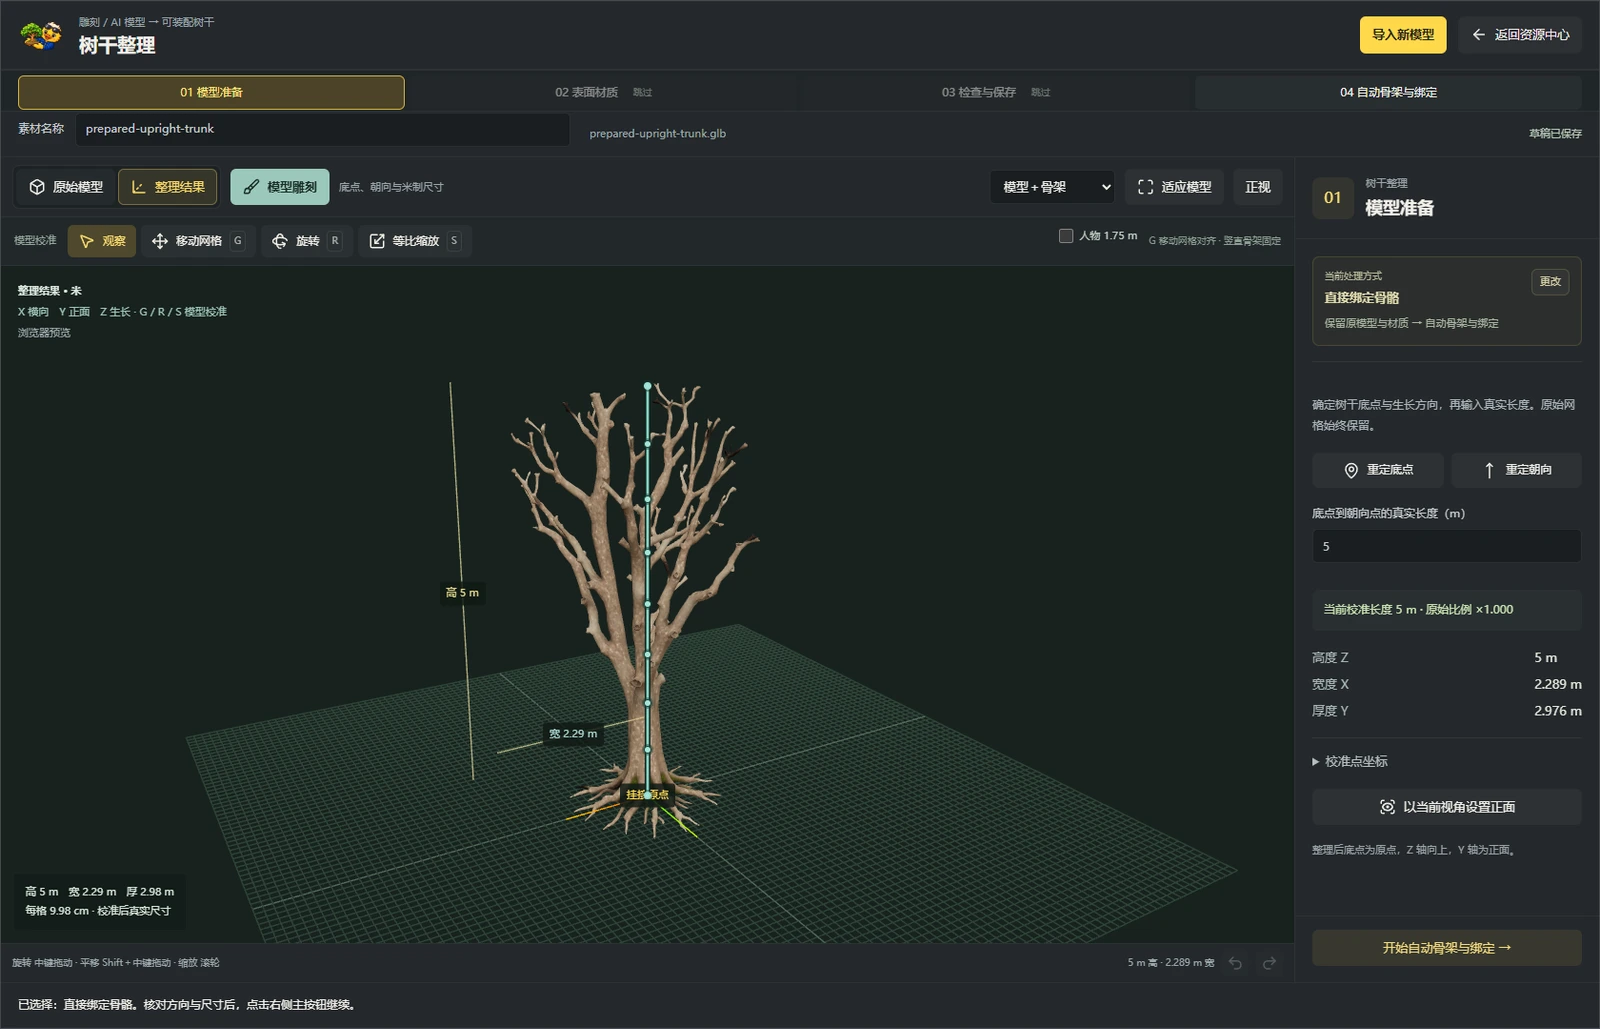 雕刻 / AI 模型 → 可装配树干
树干整理
导入新模型
← 返回资源中心
01 模型准备
02 表面材质 跳过
03 检查与保存 跳过
04 自动骨架与绑定
素材名称
prepared-upright-trunk
prepared-upright-trunk.glb
草稿已保存
原始模型
整理结果
模型雕刻
底点、朝向与米制尺寸
模型 + 骨架
适应模型
正视
模型校准
观察
移动网格 G
旋转 R
等比缩放 S
人物 1.75 m
G 移动网格对齐 · 竖直骨架固定
整理结果 • 米
X 横向 Y 正面 Z 生长 · G / R / S 模型校准
浏览器预览
高 5 m
宽 2.29 m
挂接原点
高 5 m 宽 2.29 m 厚 2.98 m
每格 9.98 cm · 校准后真实尺寸
旋转 中键拖动 · 平移 Shift + 中键拖动 · 缩放 滚轮
5 m 高 · 2.289 m 宽
已选择：直接绑定骨骼。核对方向与尺寸后，点击右侧主按钮继续。
01
树干整理
模型准备
当前处理方式
直接绑定骨骼
更改
保留原模型与材质 → 自动骨架与绑定
确定树干底点与生长方向，再输入真实长度。原始网
格始终保留。
重定底点
↑ 重定朝向
底点到朝向点的真实长度（m）
5
当前校准长度 5 m · 原始比例 ×1.000
高度 Z 5 m
宽度 X 2.289 m
厚度 Y 2.976 m
▶ 校准点坐标
以当前视角设置正面
整理后底点为原点，Z 轴向上，Y 轴为正面。
开始自动骨架与绑定 →